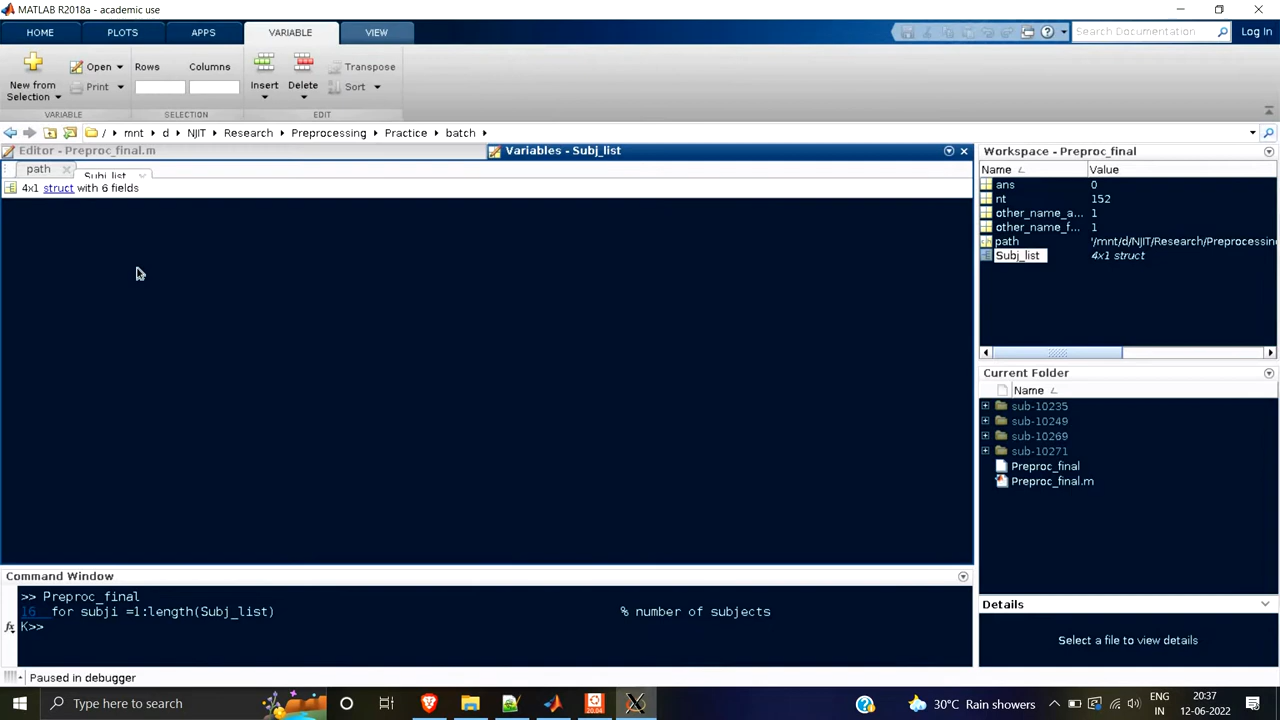 MATLAB R2018a - academic use
HOME PLOTS APPS VARIABLE VIEW
Search Documentation
Log In
New from
Selection
Open
Print
Rows Columns
Insert
Delete
Transpose
Sort
VARIABLE SELECTION EDIT
/ mnt d NJIT Research Preprocessing Practice batch
Editor - Preproc_final.m
Variables - Subj_list
path
Subj_list
4x1 struct with 6 fields
Workspace - Preproc_final
Name Value
ans 0
nt 152
other_name_a... 1
other_name_f... 1
path '/mnt/d/NJIT/Research/Preprocessing
Subj_list 4x1 struct
Current Folder
Name
sub-10235
sub-10249
sub-10269
sub-10271
Preproc_final
Preproc_final.m
Details
Select a file to view details
Command Window
>> Preproc_final
16 for subji =1:length(Subj_list) % number of subjects
fx K>>
Paused in debugger
Type here to search
20.04
30°C Rain showers
ENG
IN
20:37
12-06-2022